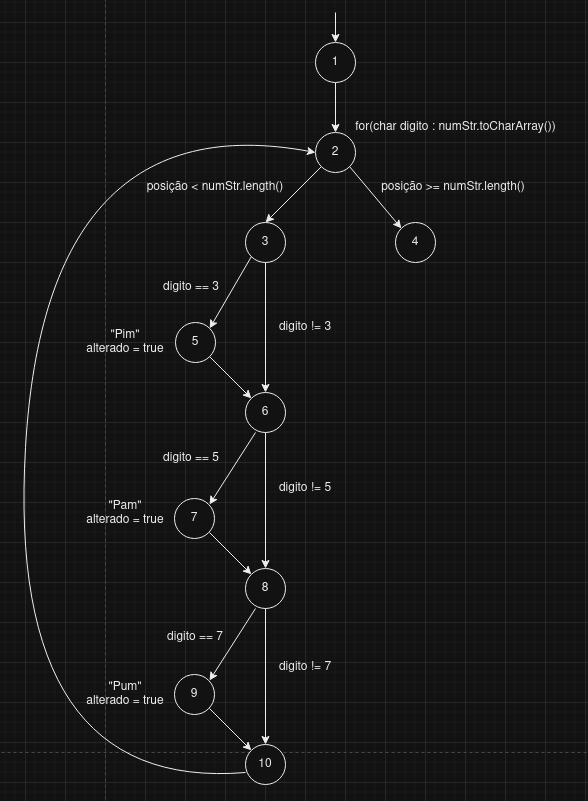 1
for(char digito : numStr.toCharArray())
2
posição < numStr.length()
posição >= numStr.length()
3
4
digito == 3
digito != 3
"Pim"
alterado = true
5
6
digito == 5
digito != 5
"Pam"
alterado = true
7
8
digito == 7
digito != 7
"Pum"
alterado = true
9
10